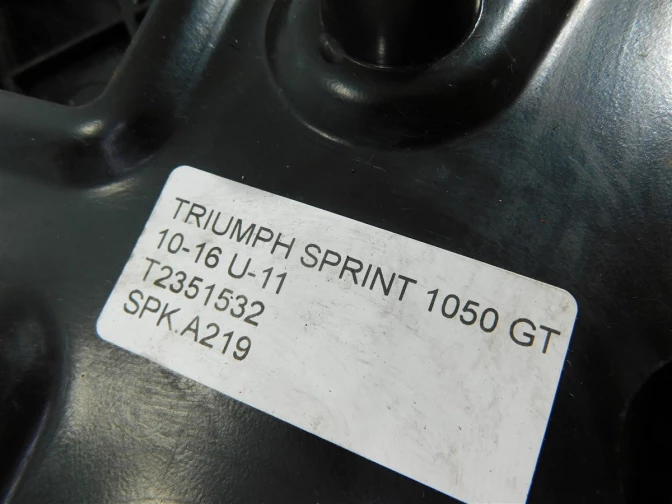 TRIUMPH SPRINT 1050 GT
10-16 U-11
T2351532
SPK.A219